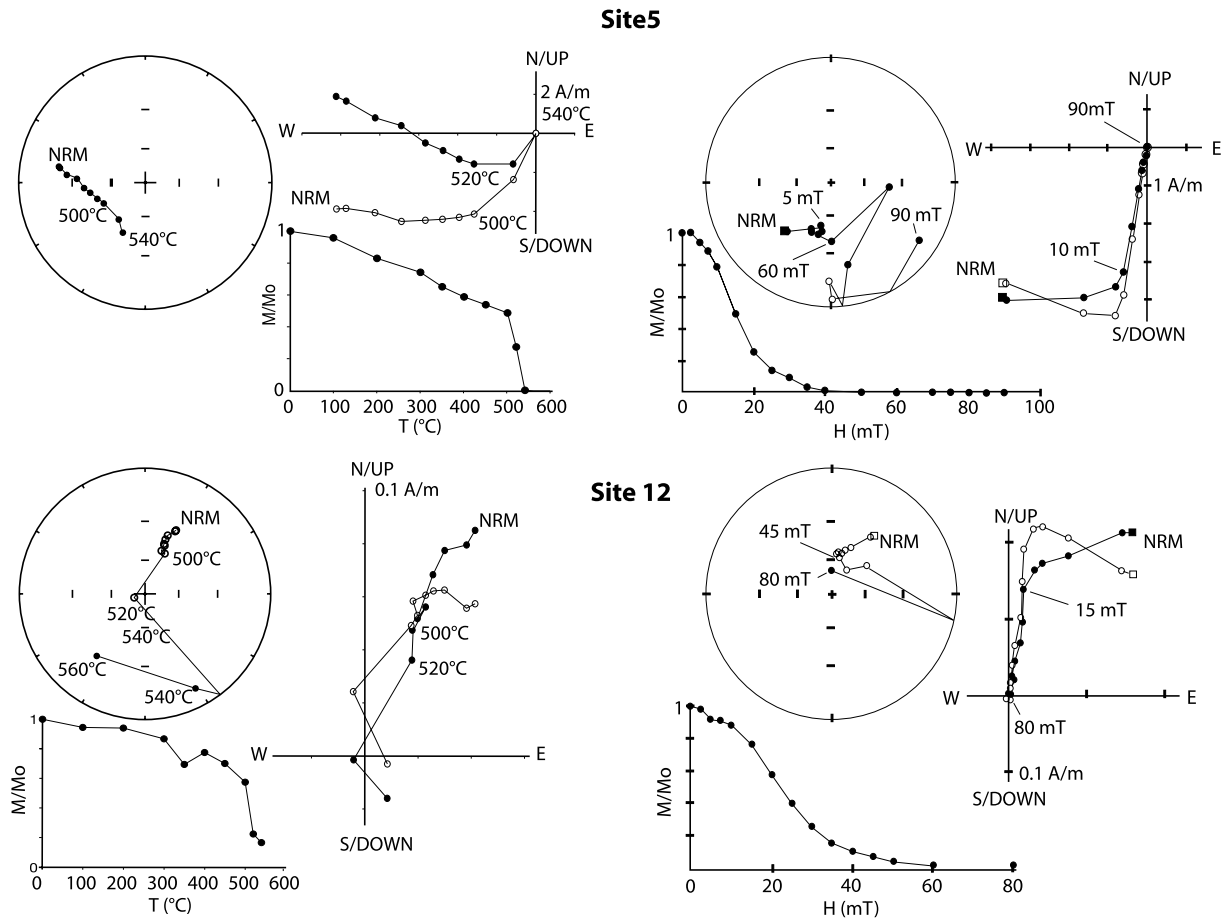 Site5
NRM
500°C
540°C
N/UP
2 A/m
540°C
W
E
520°C
NRM
500°C
S/DOWN
1
M/Mo
0
0 100 200 300 400 500 600
T (°C)
5 mT
NRM
90 mT
60 mT
N/UP
90mT
W
E
1 A/m
10 mT
NRM
S/DOWN
1
M/Mo
0 20 40 60 80 100
H (mT)
Site 12
NRM
500°C
520°C
540°C
560°C
540°C
N/UP
0.1 A/m
NRM
500°C
520°C
W
E
S/DOWN
1
M/Mo
0
0 100 200 300 400 500 600
T (°C)
45 mT
NRM
80 mT
N/UP
NRM
15 mT
W
E
80 mT
0.1 A/m
S/DOWN
1
M/Mo
0 20 40 60 80
H (mT)